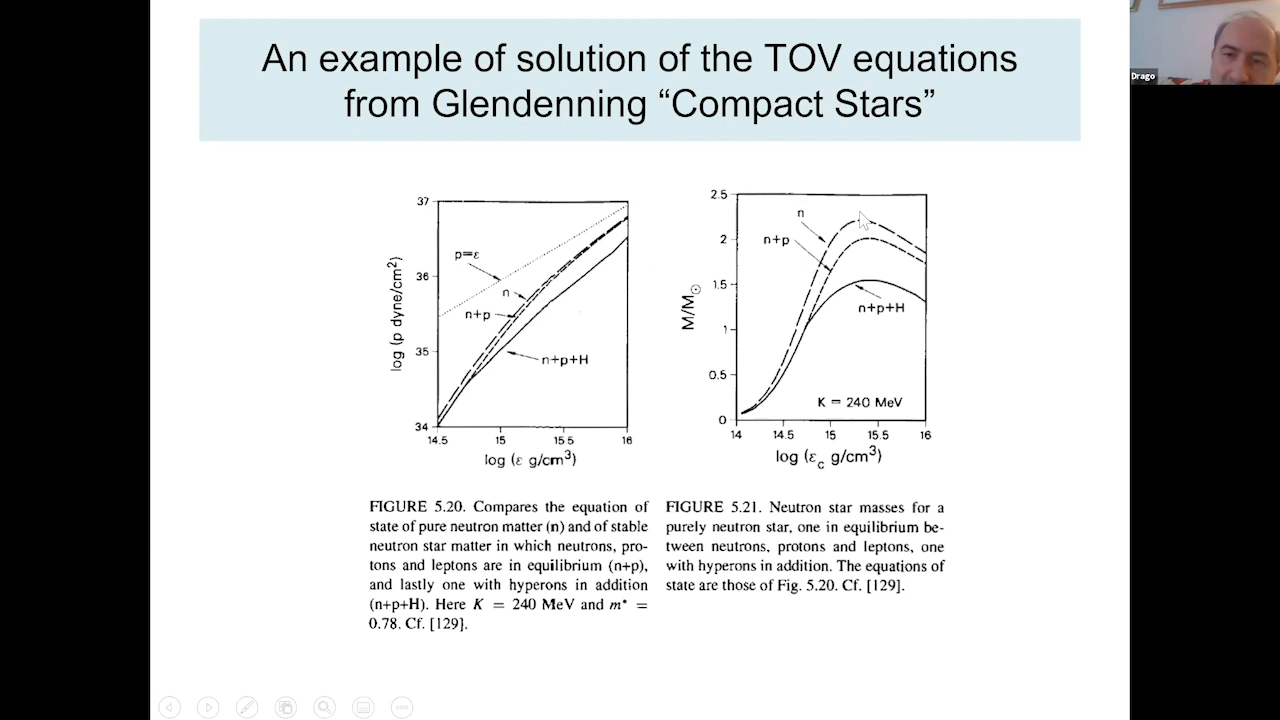 An example of solution of the TOV equations
from Glendenning “Compact Stars”
Drago
37
36
35
34
14.5
15
15.5
16
log (p dyne/cm²)
log (ε g/cm³)
p=ε
n
n+p
n+p+H
2.5
2
1.5
1
0.5
0
14
14.5
15
15.5
16
M/M☉
log (ε_c g/cm³)
n
n+p
n+p+H
K = 240 MeV
FIGURE 5.20. Compares the equation of
state of pure neutron matter (n) and of stable
neutron star matter in which neutrons, pro-
tons and leptons are in equilibrium (n+p),
and lastly one with hyperons in addition
(n+p+H). Here K = 240 MeV and m* =
0.78. Cf. [129].
FIGURE 5.21. Neutron star masses for a
purely neutron star, one in equilibrium be-
tween neutrons, protons and leptons, one
with hyperons in addition. The equations of
state are those of Fig. 5.20. Cf. [129].